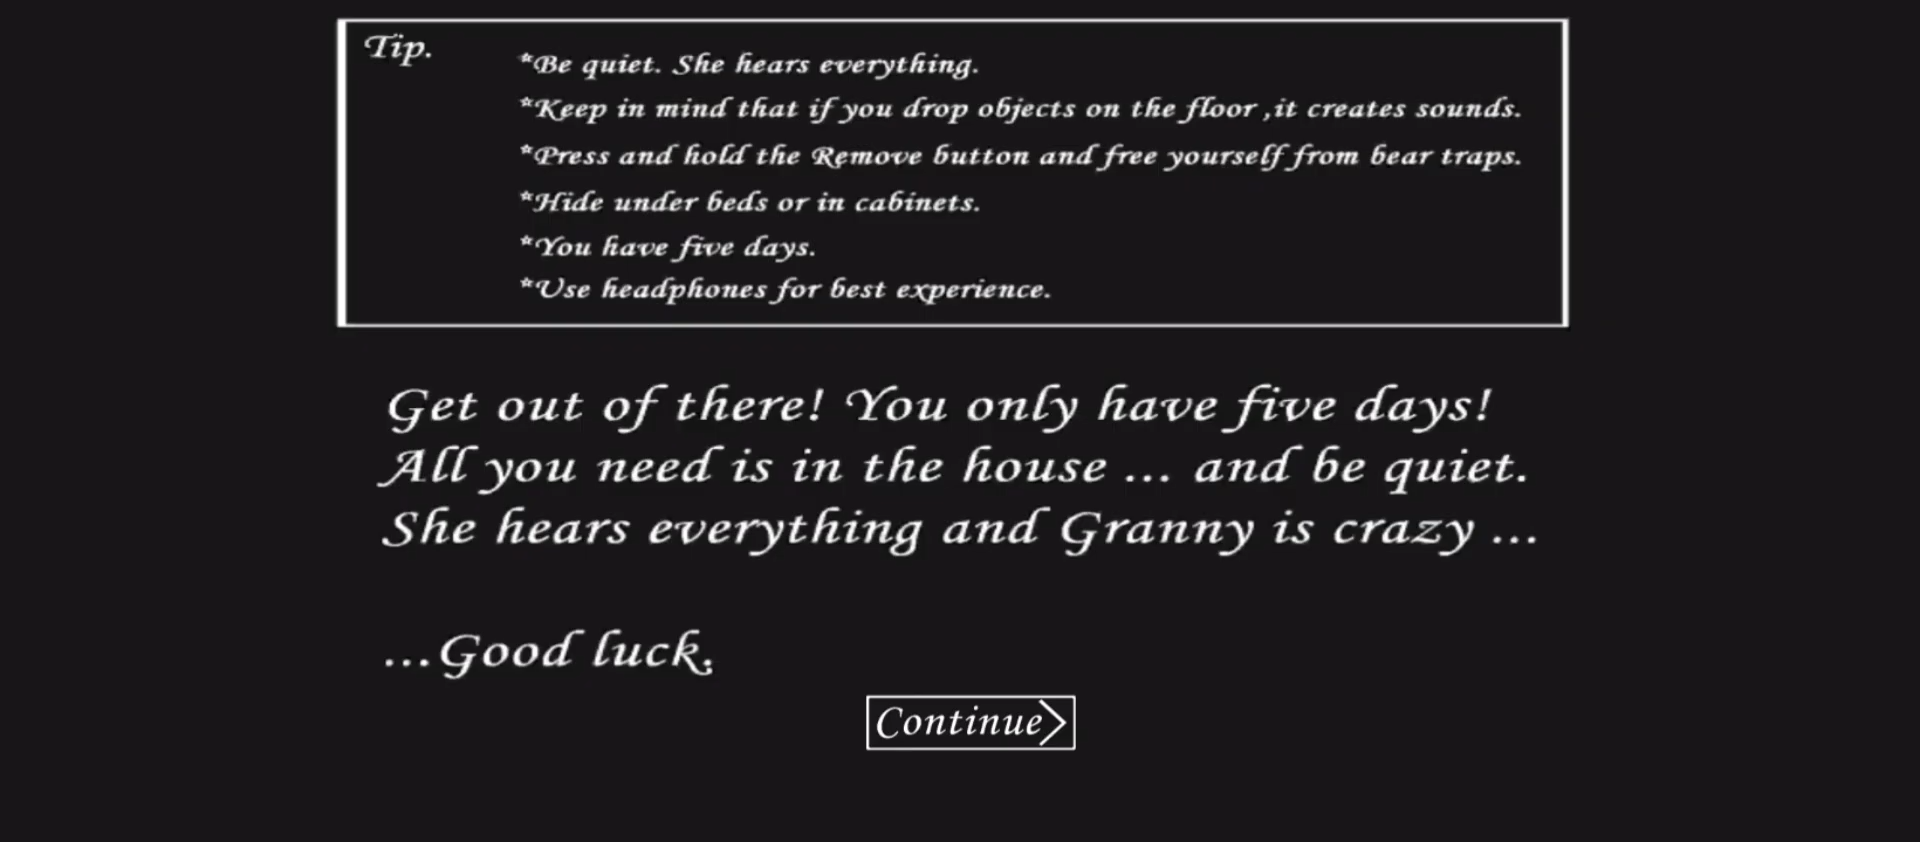 Tip.
*Be quiet. She hears everything.
*Keep in mind that if you drop objects on the floor ,it creates sounds.
*Press and hold the Remove button and free yourself from bear traps.
*Hide under beds or in cabinets.
*You have five days.
*Use headphones for best experience.
Get out of there! You only have five days!
All you need is in the house ... and be quiet.
She hears everything and Granny is crazy ...
...Good luck.
Continue>